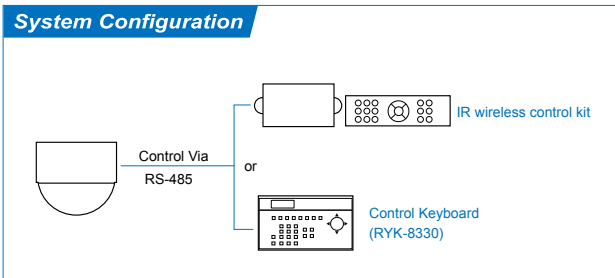 System Configuration
IR wireless control kit
Control Via
RS-485
or
Control Keyboard
(RYK-8330)